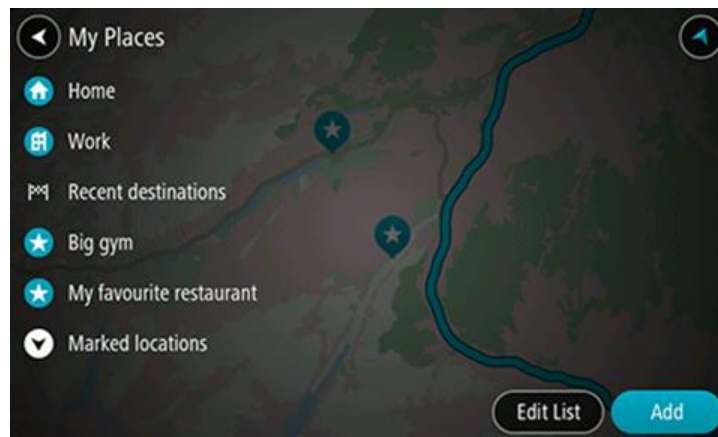 My Places
Home
Work
Recent destinations
Big gym
My favourite restaurant
Marked locations
Edit List
Add